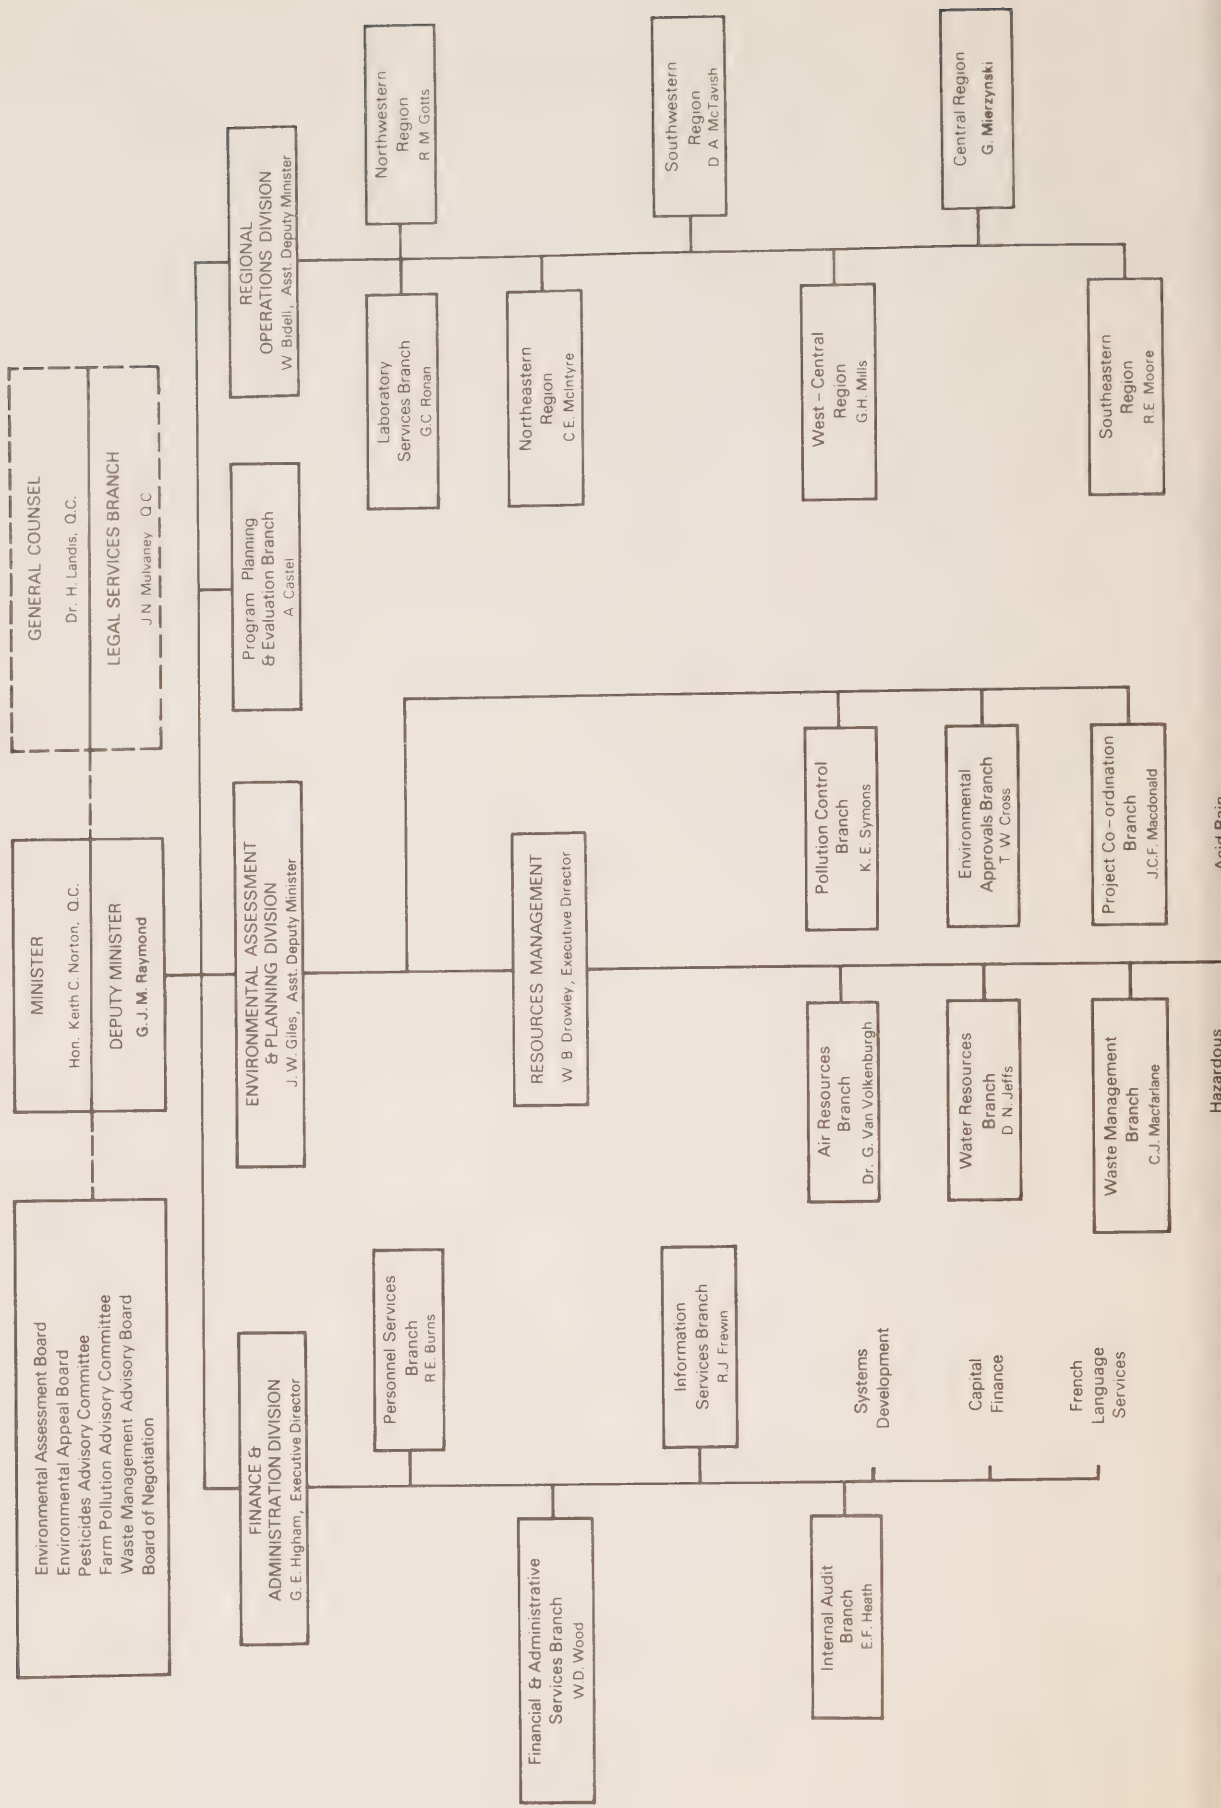 Environmental Assessment Board
Environmental Appeal Board
Pesticides Advisory Committee
Farm Pollution Advisory Committee
Waste Management Advisory Board
Board of Negotiation
MINISTER
Hon. Keith C. Norton, Q.C.
DEPUTY MINISTER
G. J. M. Raymond
GENERAL COUNSEL
Dr. H. Landis, Q.C.
LEGAL SERVICES BRANCH
J N Mulvaney Q C
FINANCE &
ADMINISTRATION DIVISION
G. E. Higham, Executive Director
ENVIRONMENTAL ASSESSMENT
& PLANNING DIVISION
J. W. Giles, Asst. Deputy Minister
Program Planning
& Evaluation Branch
A Castel
REGIONAL
OPERATIONS DIVISION
W Bidell, Asst. Deputy Minister
Personnel Services
Branch
R E. Burns
Financial & Administrative
Services Branch
W.D. Wood
Information
Services Branch
R.J Frewin
Internal Audit
Branch
E.F. Heath
Systems
Development
Capital
Finance
French
Language
Services
RESOURCES MANAGEMENT
W B Drowley, Executive Director
Air Resources
Branch
Dr. G. Van Volkenburgh
Water Resources
Branch
D N. Jeffs
Waste Management
Branch
C.J. Macfarlane
Hazardous
Pollution Control
Branch
K. E. Symons
Environmental
Approvals Branch
T W Cross
Project Co-ordination
Branch
J.C.F. Macdonald
Acid Rain
Laboratory
Services Branch
G.C Ronan
Northwestern
Region
R M Gotts
Northeastern
Region
C E. McIntyre
Southwestern
Region
D A McTavish
West - Central
Region
G.H. Mills
Central Region
G. Mierzynski
Southeastern
Region
R.E. Moore